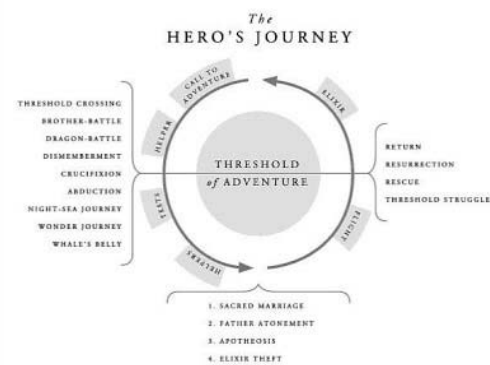 The
HERO'S JOURNEY
CALL TO
ADVENTURE
HELPER
ELIXIR
THRESHOLD CROSSING
BROTHER-BATTLE
DRAGON-BATTLE
DISMEMBERMENT
CRUCIFIXION
ABDUCTION
NIGHT-SEA JOURNEY
WONDER JOURNEY
WHALE'S BELLY
THRESHOLD
of ADVENTURE
RETURN
RESURRECTION
RESCUE
THRESHOLD STRUGGLE
TESTS
HELPERS
FLIGHT
1. SACRED MARRIAGE
2. FATHER ATONEMENT
3. APOTHEOSIS
4. ELIXIR THEFT